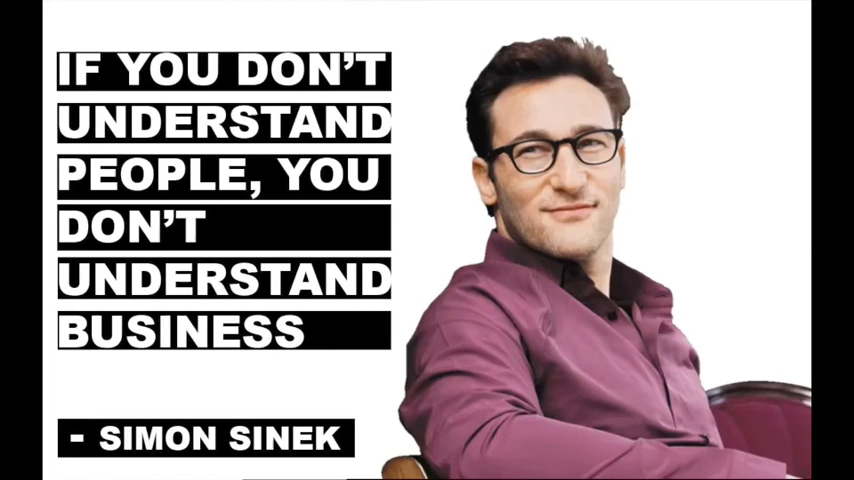 IF YOU DON'T
UNDERSTAND
PEOPLE, YOU
DON'T
UNDERSTAND
BUSINESS
- SIMON SINEK